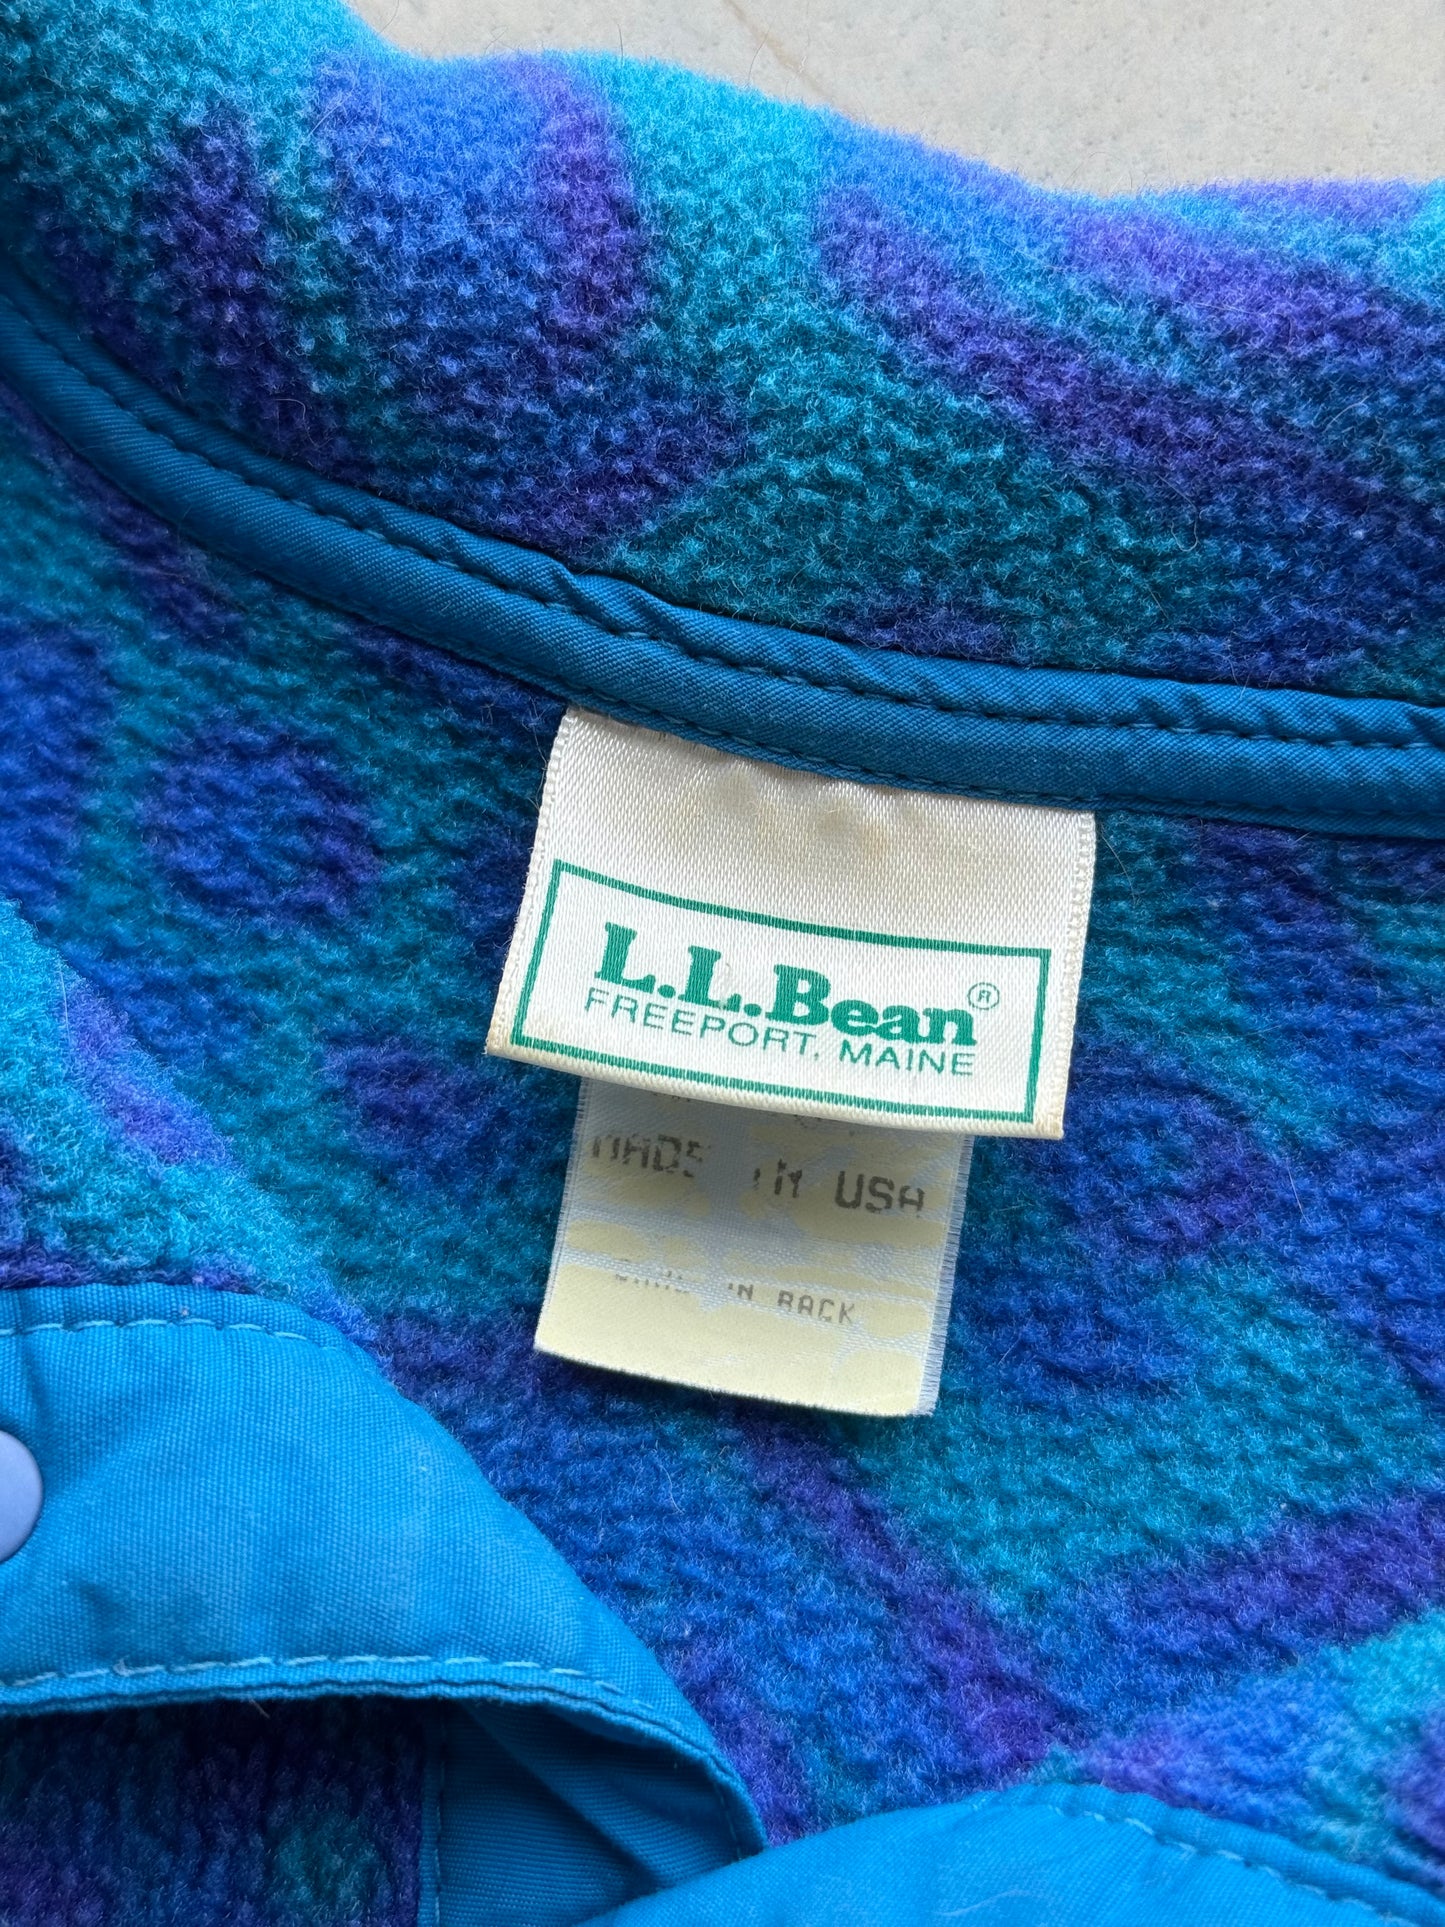 L.L.Bean®
FREEPORT, MAINE
MADE IN USA
IN BACK